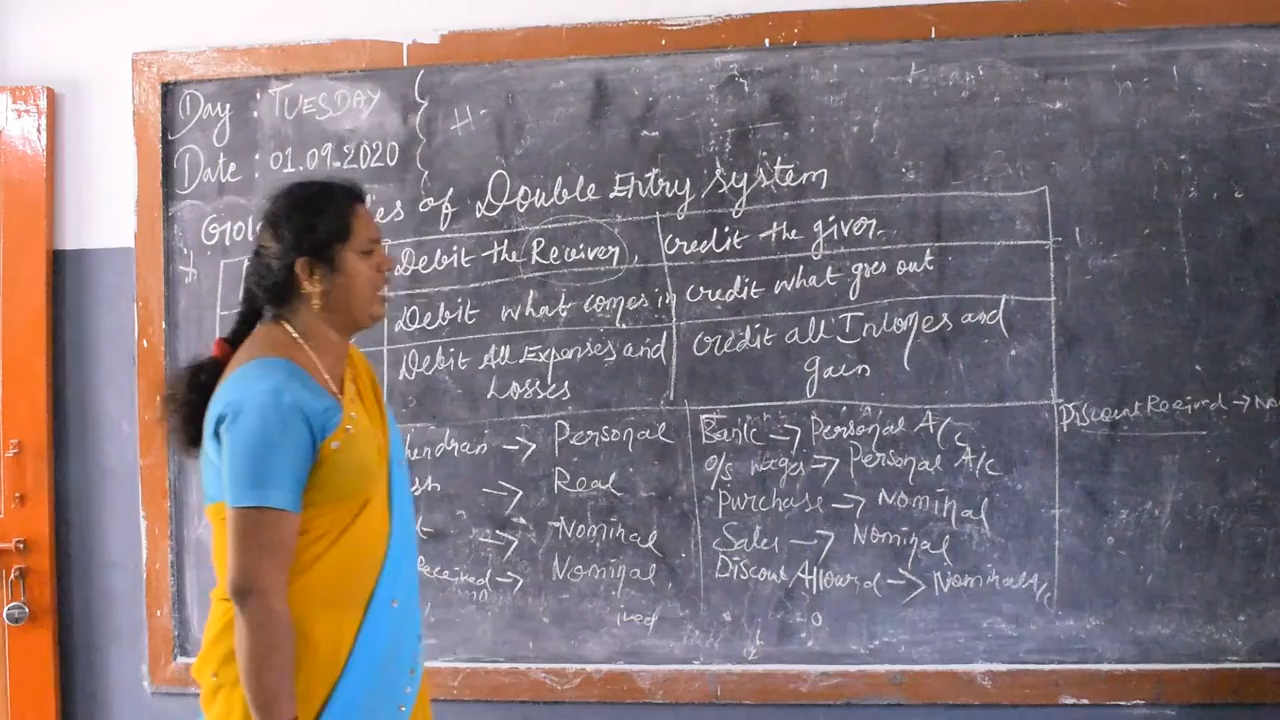 Day : TUESDAY
Date : 01.09.2020
of Double Entry system
Debit the Receiver, credit the giver.
Debit what comes in credit what goes out
Debit All Expenses and Losses credit all Incomes and gain
→ Personal Bank → Personal A/c
→ Real o/s wages → Personal A/c
→ Nominal Purchase → Nominal
Received → Nominal Sales → Nominal
Discount Allowed → Nominal A/c
Discount Received →